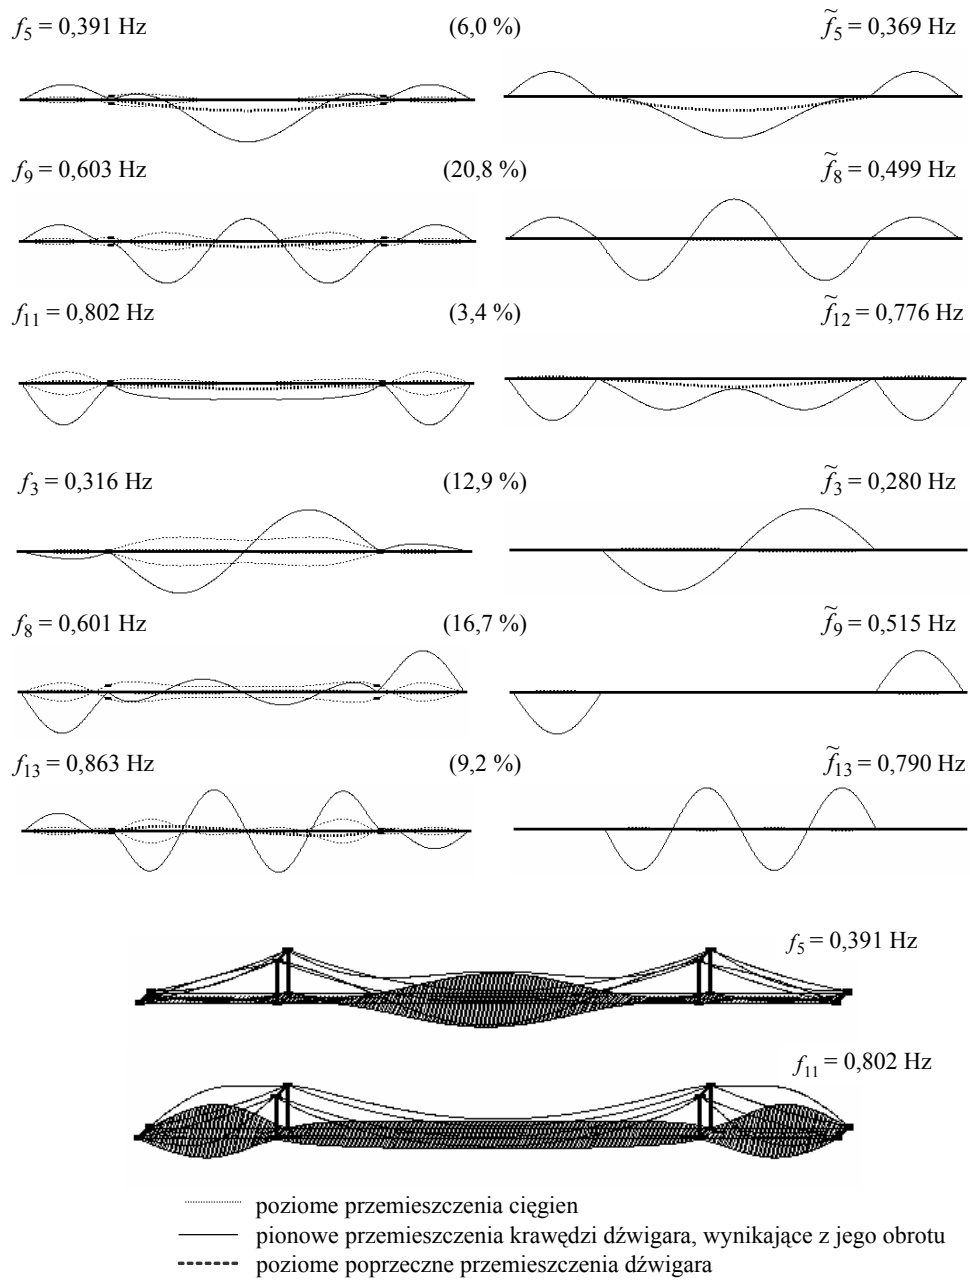 f₅ = 0,391 Hz (6,0 %) f̃₅ = 0,369 Hz
f₉ = 0,603 Hz (20,8 %) f̃₈ = 0,499 Hz
f₁₁ = 0,802 Hz (3,4 %) f̃₁₂ = 0,776 Hz
f₃ = 0,316 Hz (12,9 %) f̃₃ = 0,280 Hz
f₈ = 0,601 Hz (16,7 %) f̃₉ = 0,515 Hz
f₁₃ = 0,863 Hz (9,2 %) f̃₁₃ = 0,790 Hz
f₅ = 0,391 Hz
f₁₁ = 0,802 Hz
poziome przemieszczenia cięgien
pionowe przemieszczenia krawędzi dźwigara, wynikające z jego obrotu
poziome poprzeczne przemieszczenia dźwigara